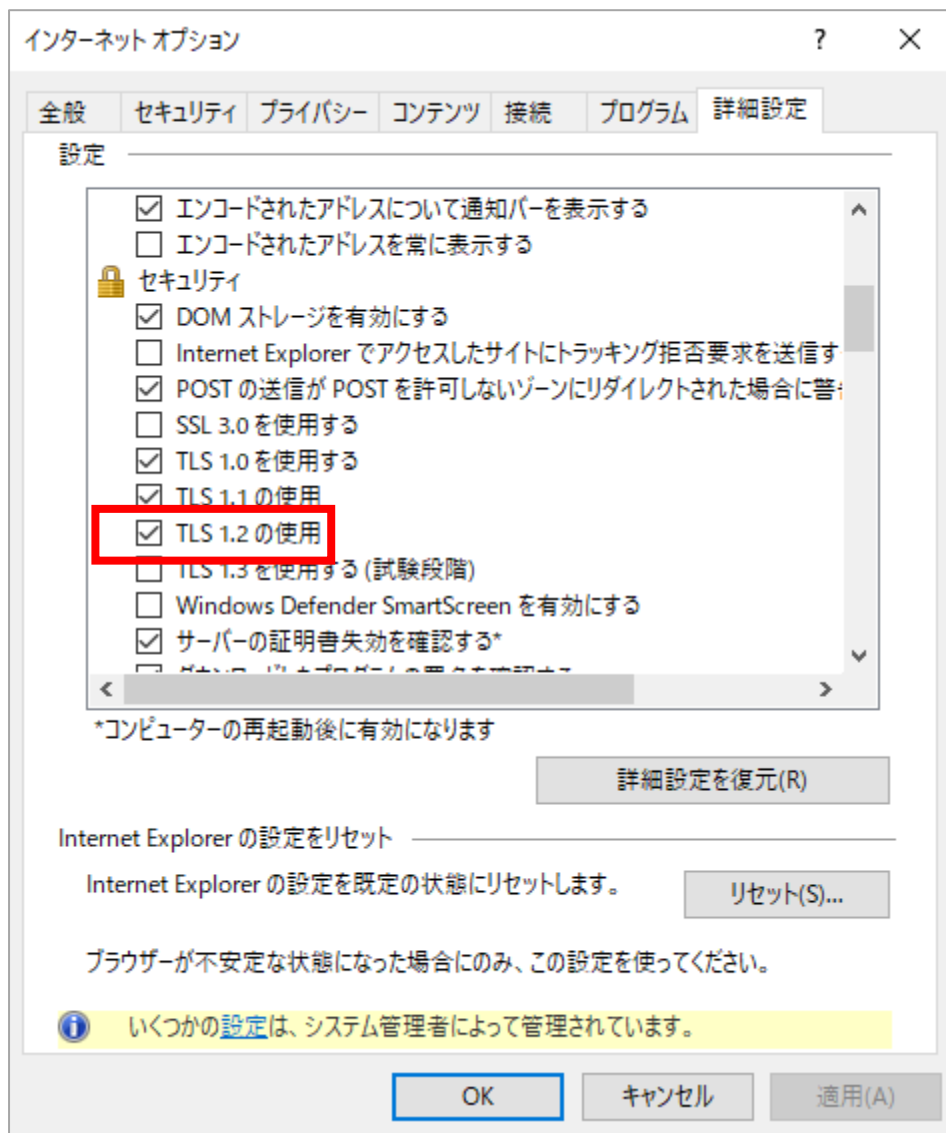 インターネット オプション
?
全般 セキュリティ プライバシー コンテンツ 接続 プログラム 詳細設定
設定
エンコードされたアドレスについて通知バーを表示する
エンコードされたアドレスを常に表示する
セキュリティ
DOM ストレージを有効にする
Internet Explorer でアクセスしたサイトにトラッキング拒否要求を送信す
POST の送信が POST を許可しないゾーンにリダイレクトされた場合に警
SSL 3.0 を使用する
TLS 1.0 を使用する
TLS 1.1 の使用
TLS 1.2 の使用
TLS 1.3 を使用する (試験段階)
Windows Defender SmartScreen を有効にする
サーバーの証明書失効を確認する*
*コンピューターの再起動後に有効になります
詳細設定を復元(R)
Internet Explorer の設定をリセット
Internet Explorer の設定を既定の状態にリセットします。
リセット(S)...
ブラウザーが不安定な状態になった場合にのみ、この設定を使ってください。
いくつかの設定は、システム管理者によって管理されています。
OK キャンセル 適用(A)